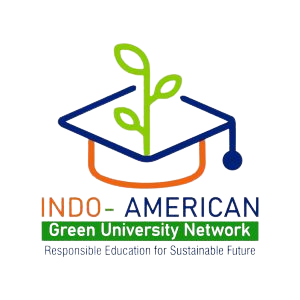 INDO- AMERICAN
Green University Network
Responsible Education for Sustainable Future